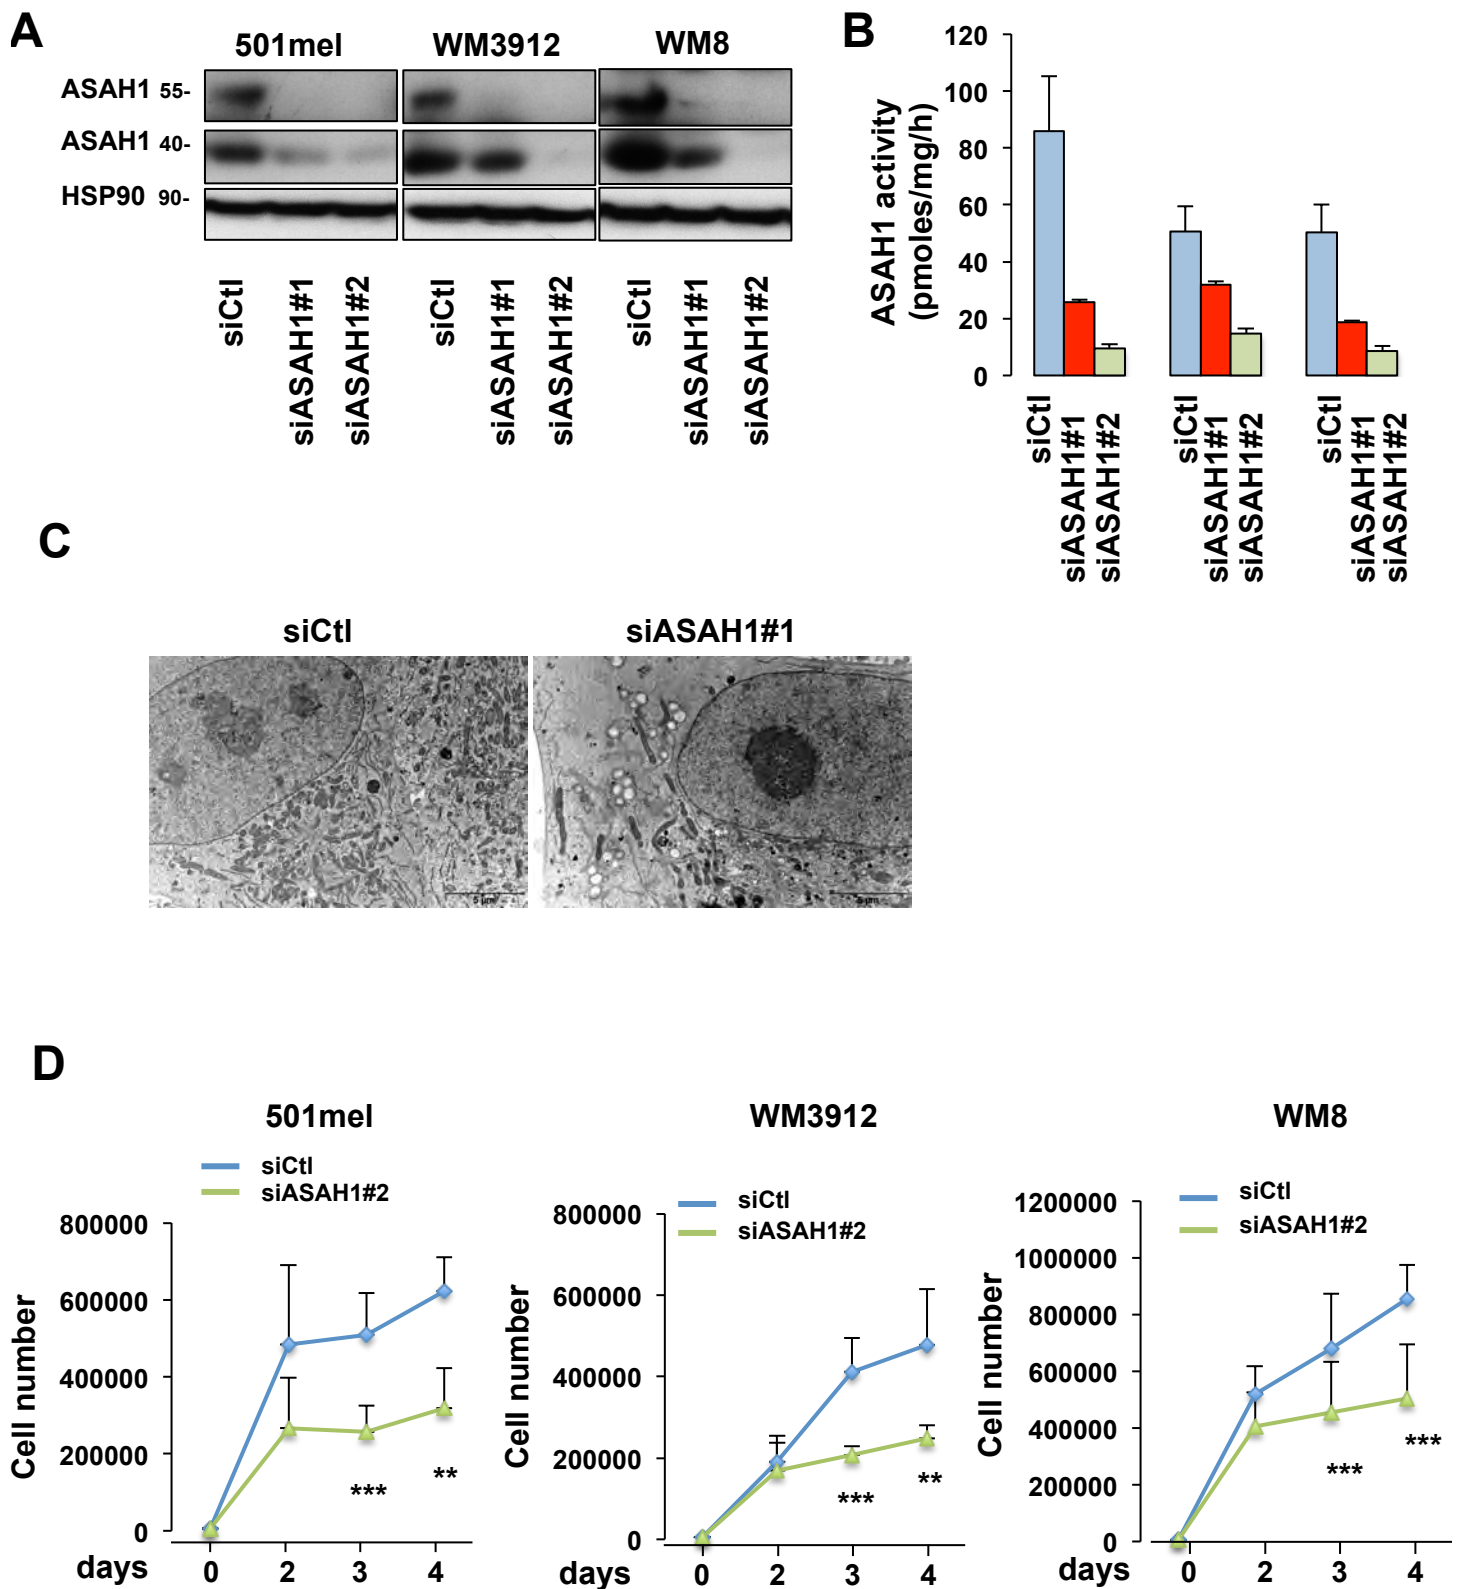 A
501mel WM3912 WM8
ASAH1 55-
ASAH1 40-
HSP90 90-
siCtl siASAH1#1 siASAH1#2 siCtl siASAH1#1 siASAH1#2 siCtl siASAH1#1 siASAH1#2
B
ASAH1 activity
(pmoles/mg/h)
120
100
80
60
40
20
0
siCtl siASAH1#1 siASAH1#2 siCtl siASAH1#1 siASAH1#2 siCtl siASAH1#1 siASAH1#2
C
siCtl siASAH1#1
5 µm 5 µm
D
501mel
siCtl
siASAH1#2
Cell number
800000
600000
400000
200000
0
*** **
days 0 2 3 4
WM3912
siCtl
siASAH1#2
Cell number
800000
600000
400000
200000
0
*** **
days 0 2 3 4
WM8
siCtl
siASAH1#2
Cell number
1200000
1000000
800000
600000
400000
200000
0
*** ***
days 0 2 3 4